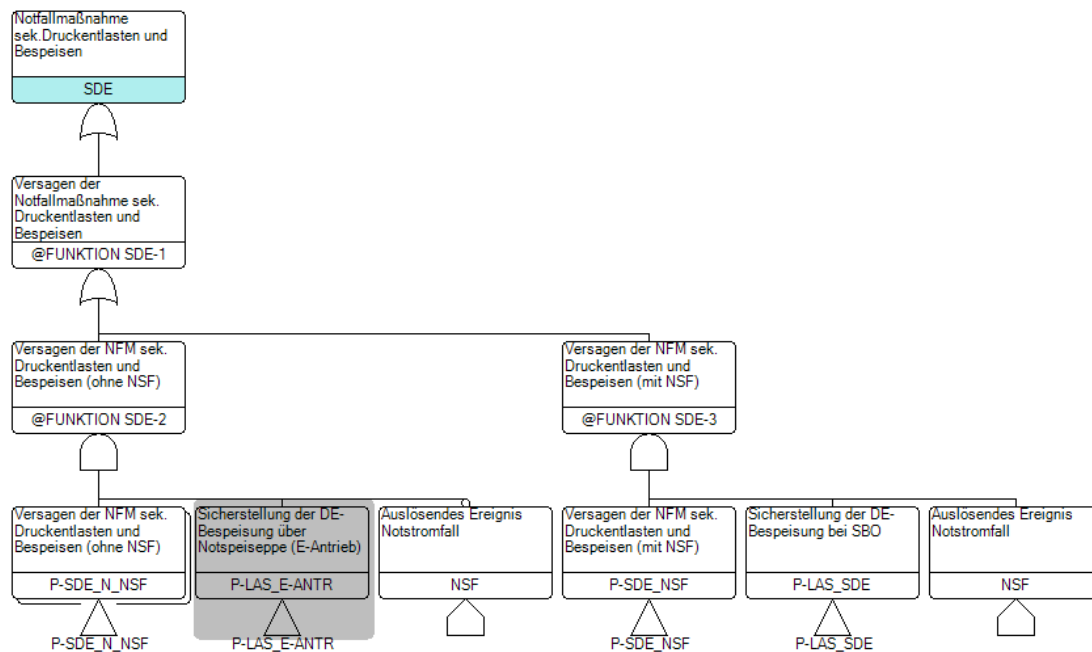 Notfallmaßnahme
sek.Druckentlasten und
Bespeisen
SDE
Versagen der
Notfallmaßnahme sek.
Druckentlasten und
Bespeisen
@FUNKTION SDE-1
Versagen der NFM sek.
Druckentlasten und
Bespeisen (ohne NSF)
@FUNKTION SDE-2
Versagen der NFM sek.
Druckentlasten und
Bespeisen (mit NSF)
@FUNKTION SDE-3
Versagen der NFM sek.
Druckentlasten und
Bespeisen (ohne NSF)
P-SDE_N_NSF
P-SDE_N_NSF
Sicherstellung der DE-
Bespeisung über
Notspeiseppe (E-Antrieb)
P-LAS_E-ANTR
P-LAS_E-ANTR
Auslösendes Ereignis
Notstromfall
NSF
Versagen der NFM sek.
Druckentlasten und
Bespeisen (mit NSF)
P-SDE_NSF
P-SDE_NSF
Sicherstellung der DE-
Bespeisung bei SBO
P-LAS_SDE
P-LAS_SDE
Auslösendes Ereignis
Notstromfall
NSF